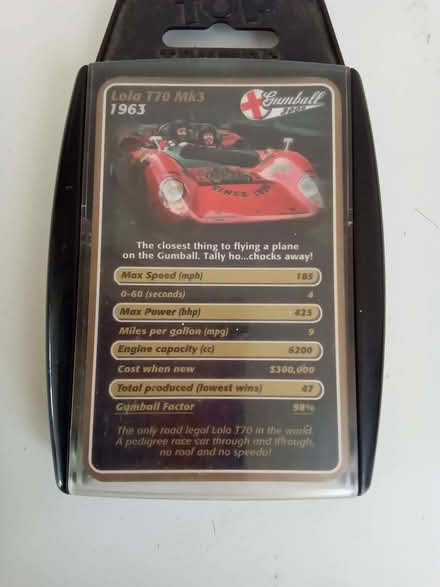 TOP
Lola T70 Mk3
1963
Gumball
3000
SINCE
The closest thing to flying a plane
on the Gumball. Tally ho...chocks away!
Max Speed (mph) 185
0-60 (seconds) 4
Max Power (bhp) 425
Miles per gallon (mpg) 9
Engine capacity (cc) 6200
Cost when new $300,000
Total produced (lowest wins) 47
Gumball Factor 98%
The only road legal Lola T70 in the world.
A pedigree race car through and through,
no roof and no speedo!